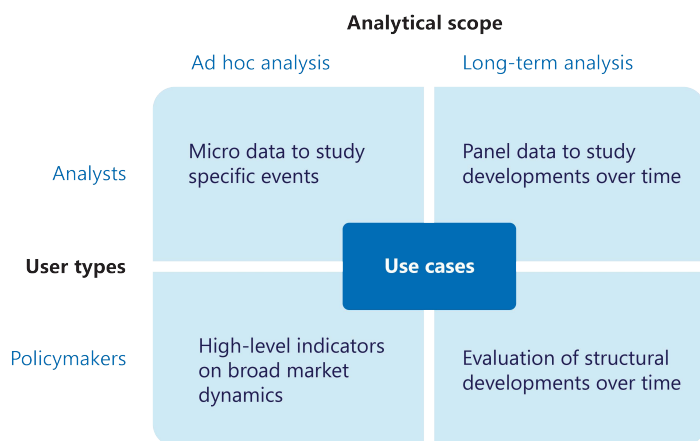 Analytical scope
Ad hoc analysis
Long-term analysis
Analysts
Micro data to study
specific events
Panel data to study
developments over time
User types
Use cases
Policymakers
High-level indicators
on broad market
dynamics
Evaluation of structural
developments over time